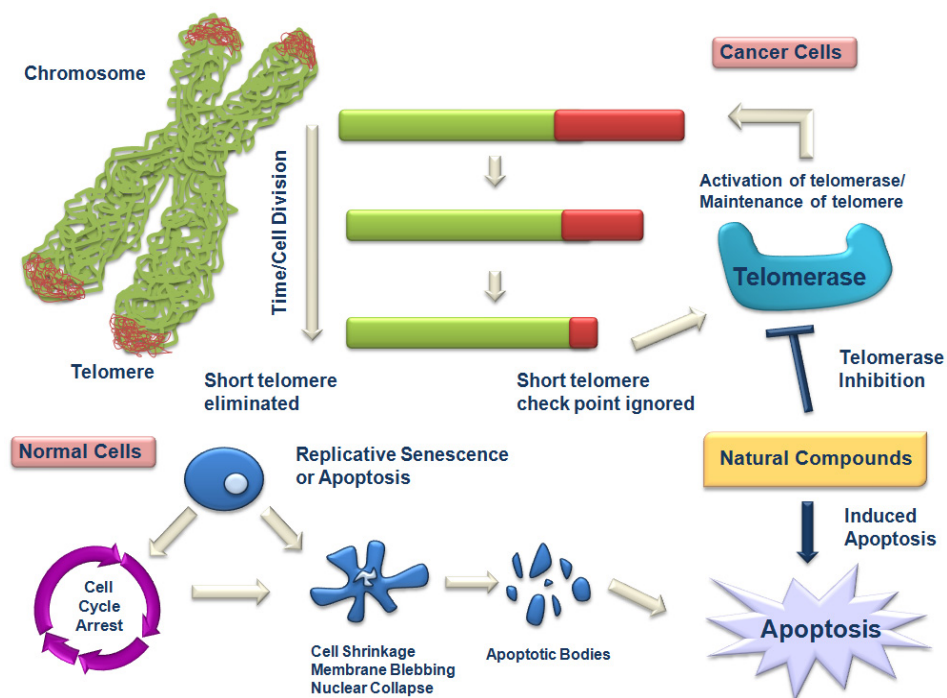 Chromosome
Cancer Cells
Time/Cell Division
Activation of telomerase/
Maintenance of telomere
Telomerase
Telomere
Short telomere
eliminated
Short telomere
check point ignored
Telomerase
Inhibition
Normal Cells
Replicative Senescence
or Apoptosis
Natural Compounds
Induced
Apoptosis
Cell
Cycle
Arrest
Cell Shrinkage
Membrane Blebbing
Nuclear Collapse
Apoptotic Bodies
Apoptosis